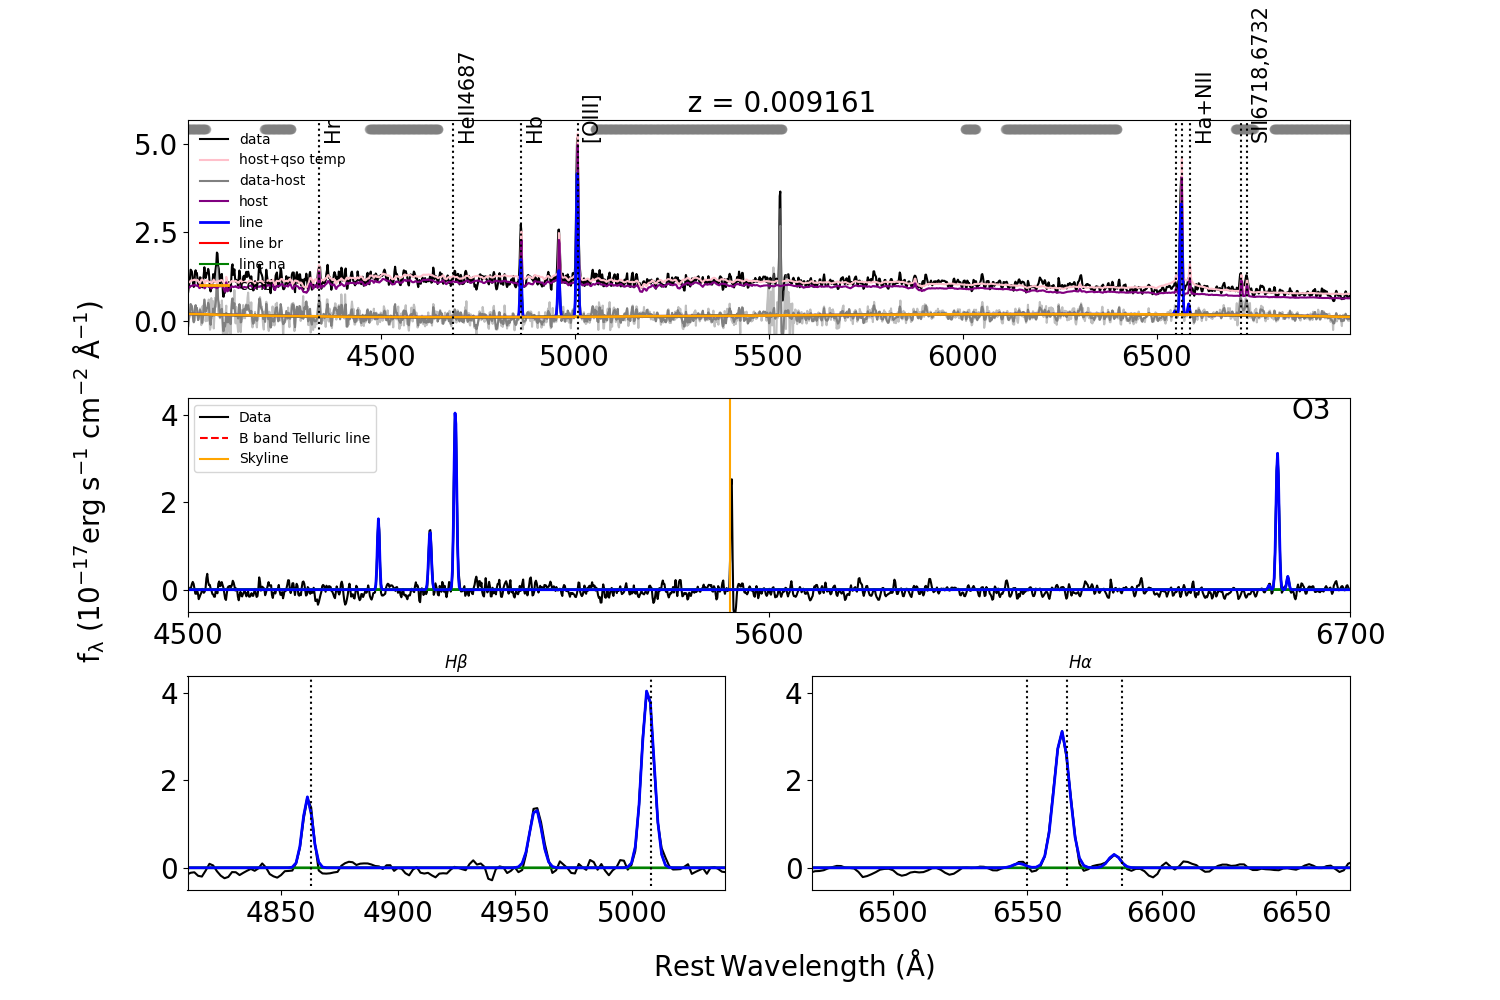 z = 0.009161
Hr
HeII4687
Hb
[OIII]
Ha+NII
SII6718,6732
data
host+qso temp
data-host
host
line
line br
line na
conti
5.0
2.5
0.0
4500 5000 5500 6000 6500
fλ (10⁻¹⁷erg s⁻¹ cm⁻² Å⁻¹)
O3
Data
B band Telluric line
Skyline
4
2
0
4500 5600 6700
Hβ
4
2
0
4850 4900 4950 5000
Hα
4
2
0
6500 6550 6600 6650
Rest Wavelength (Å)